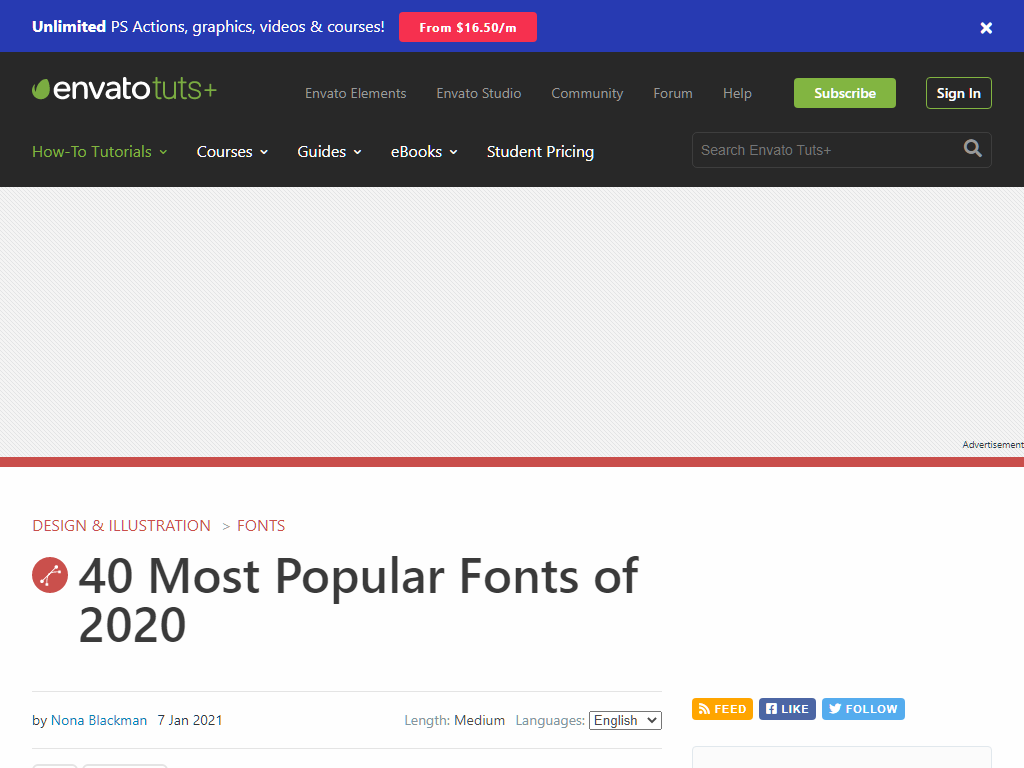 Unlimited PS Actions, graphics, videos & courses!
From $16.50/m
envatotuts+
Envato Elements
Envato Studio
Community
Forum
Help
Subscribe
Sign In
How-To Tutorials
Courses
Guides
eBooks
Student Pricing
Search Envato Tuts+
Advertisement
DESIGN & ILLUSTRATION > FONTS
40 Most Popular Fonts of
2020
by Nona Blackman 7 Jan 2021
Length: Medium Languages: English
FEED
LIKE
FOLLOW